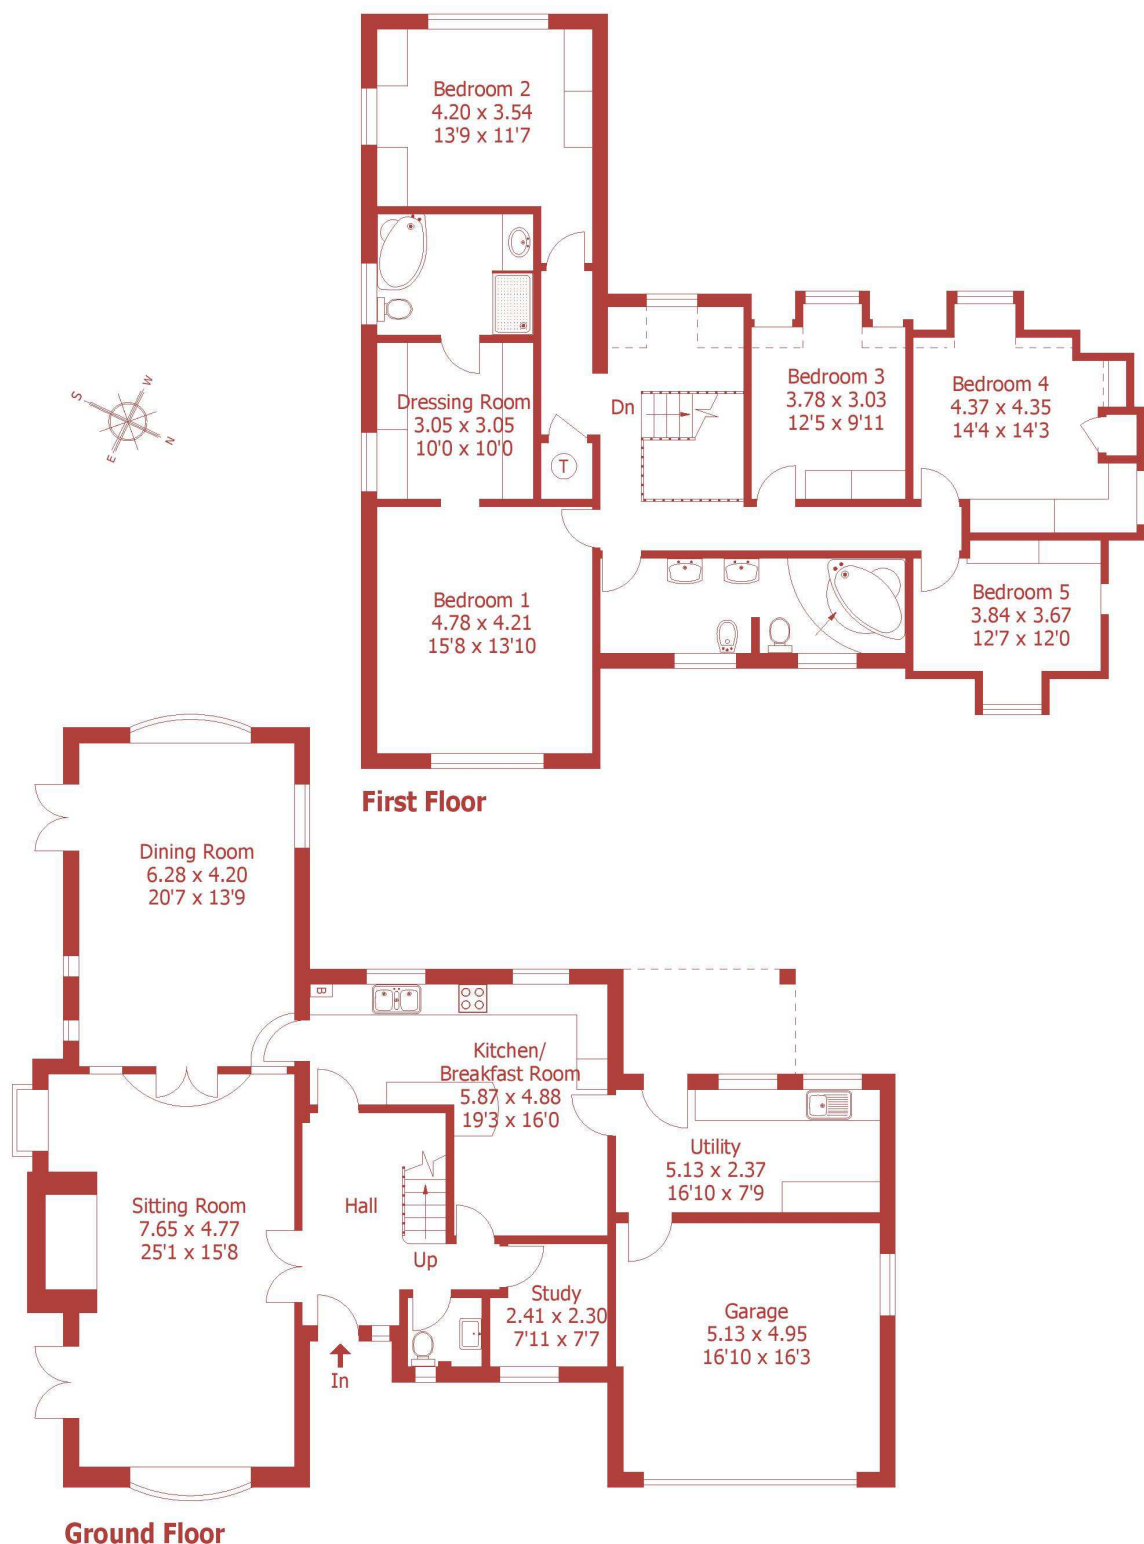 Bedroom 2
4.20 x 3.54
13'9 x 11'7
Bedroom 3
3.78 x 3.03
12'5 x 9'11
Bedroom 4
4.37 x 4.35
14'4 x 14'3
Dressing Room
3.05 x 3.05
10'0 x 10'0
Dn
T
S
W
N
E
Bedroom 1
4.78 x 4.21
15'8 x 13'10
Bedroom 5
3.84 x 3.67
12'7 x 12'0
First Floor
Dining Room
6.28 x 4.20
20'7 x 13'9
B
Kitchen/
Breakfast Room
5.87 x 4.88
19'3 x 16'0
Utility
5.13 x 2.37
16'10 x 7'9
Hall
Sitting Room
7.65 x 4.77
25'1 x 15'8
Up
Study
2.41 x 2.30
7'11 x 7'7
Garage
5.13 x 4.95
16'10 x 16'3
In
Ground Floor